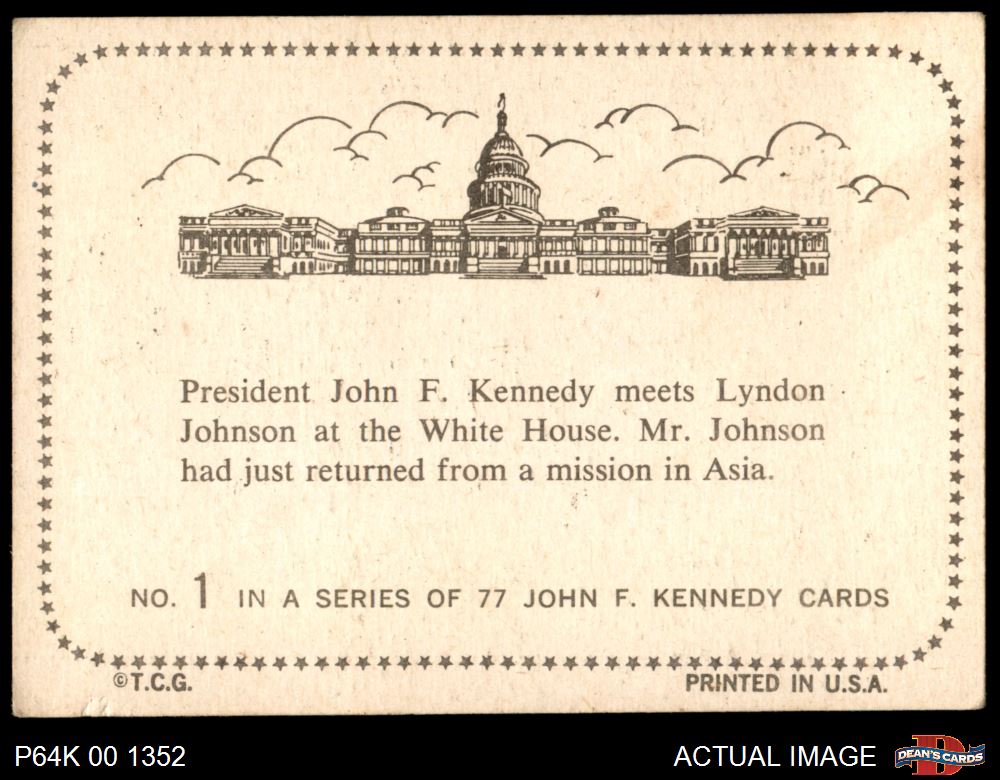 President John F. Kennedy meets Lyndon
Johnson at the White House. Mr. Johnson
had just returned from a mission in Asia.
NO. 1 IN A SERIES OF 77 JOHN F. KENNEDY CARDS
©T.C.G.
PRINTED IN U.S.A.
P64K 00 1352
ACTUAL IMAGE
DEAN'S CARDS